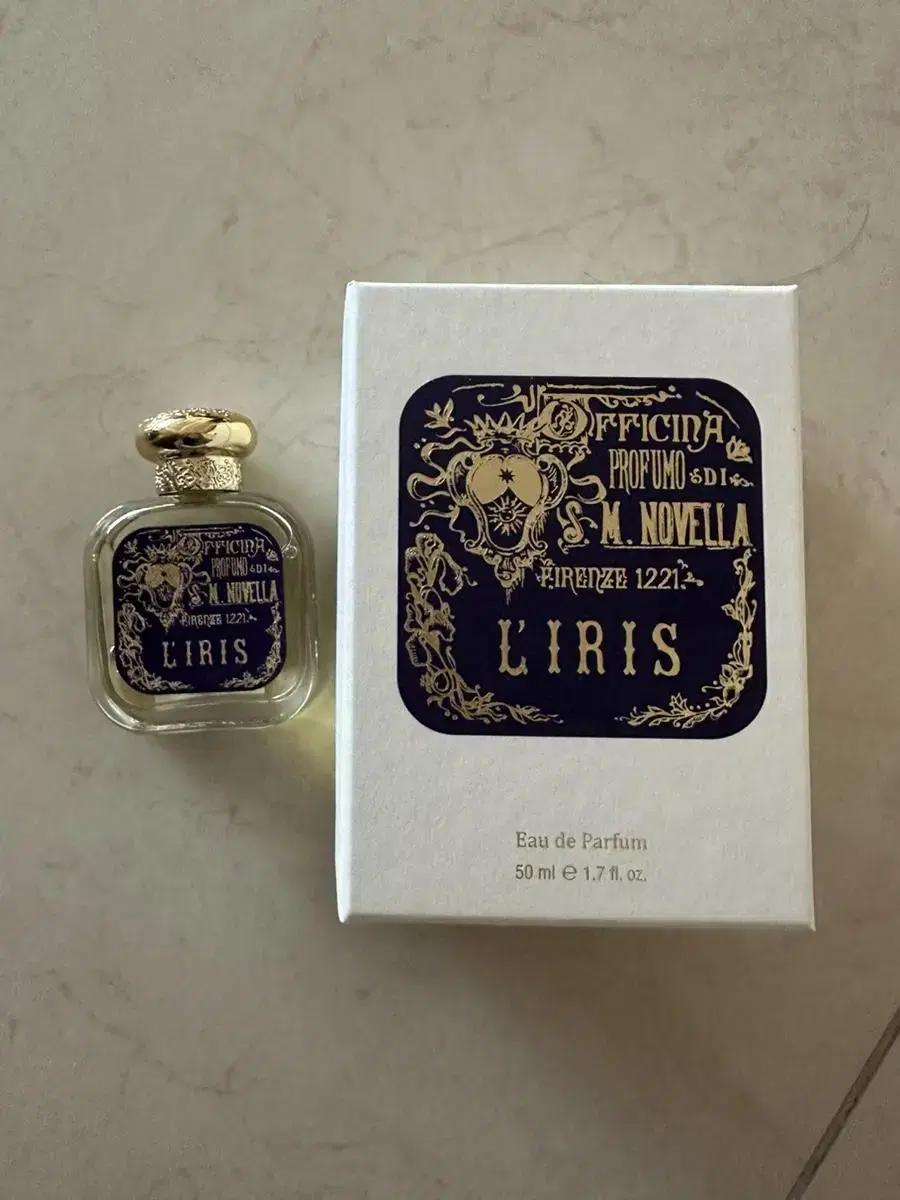 OFFICINA
PROFUMO DI
S. M. NOVELLA
FIRENZE 1221.
L'IRIS
OFFICINA
PROFUMO DI
S. M. NOVELLA
FIRENZE 1221.
L'IRIS
Eau de Parfum
50 ml ℮ 1.7 fl. oz.